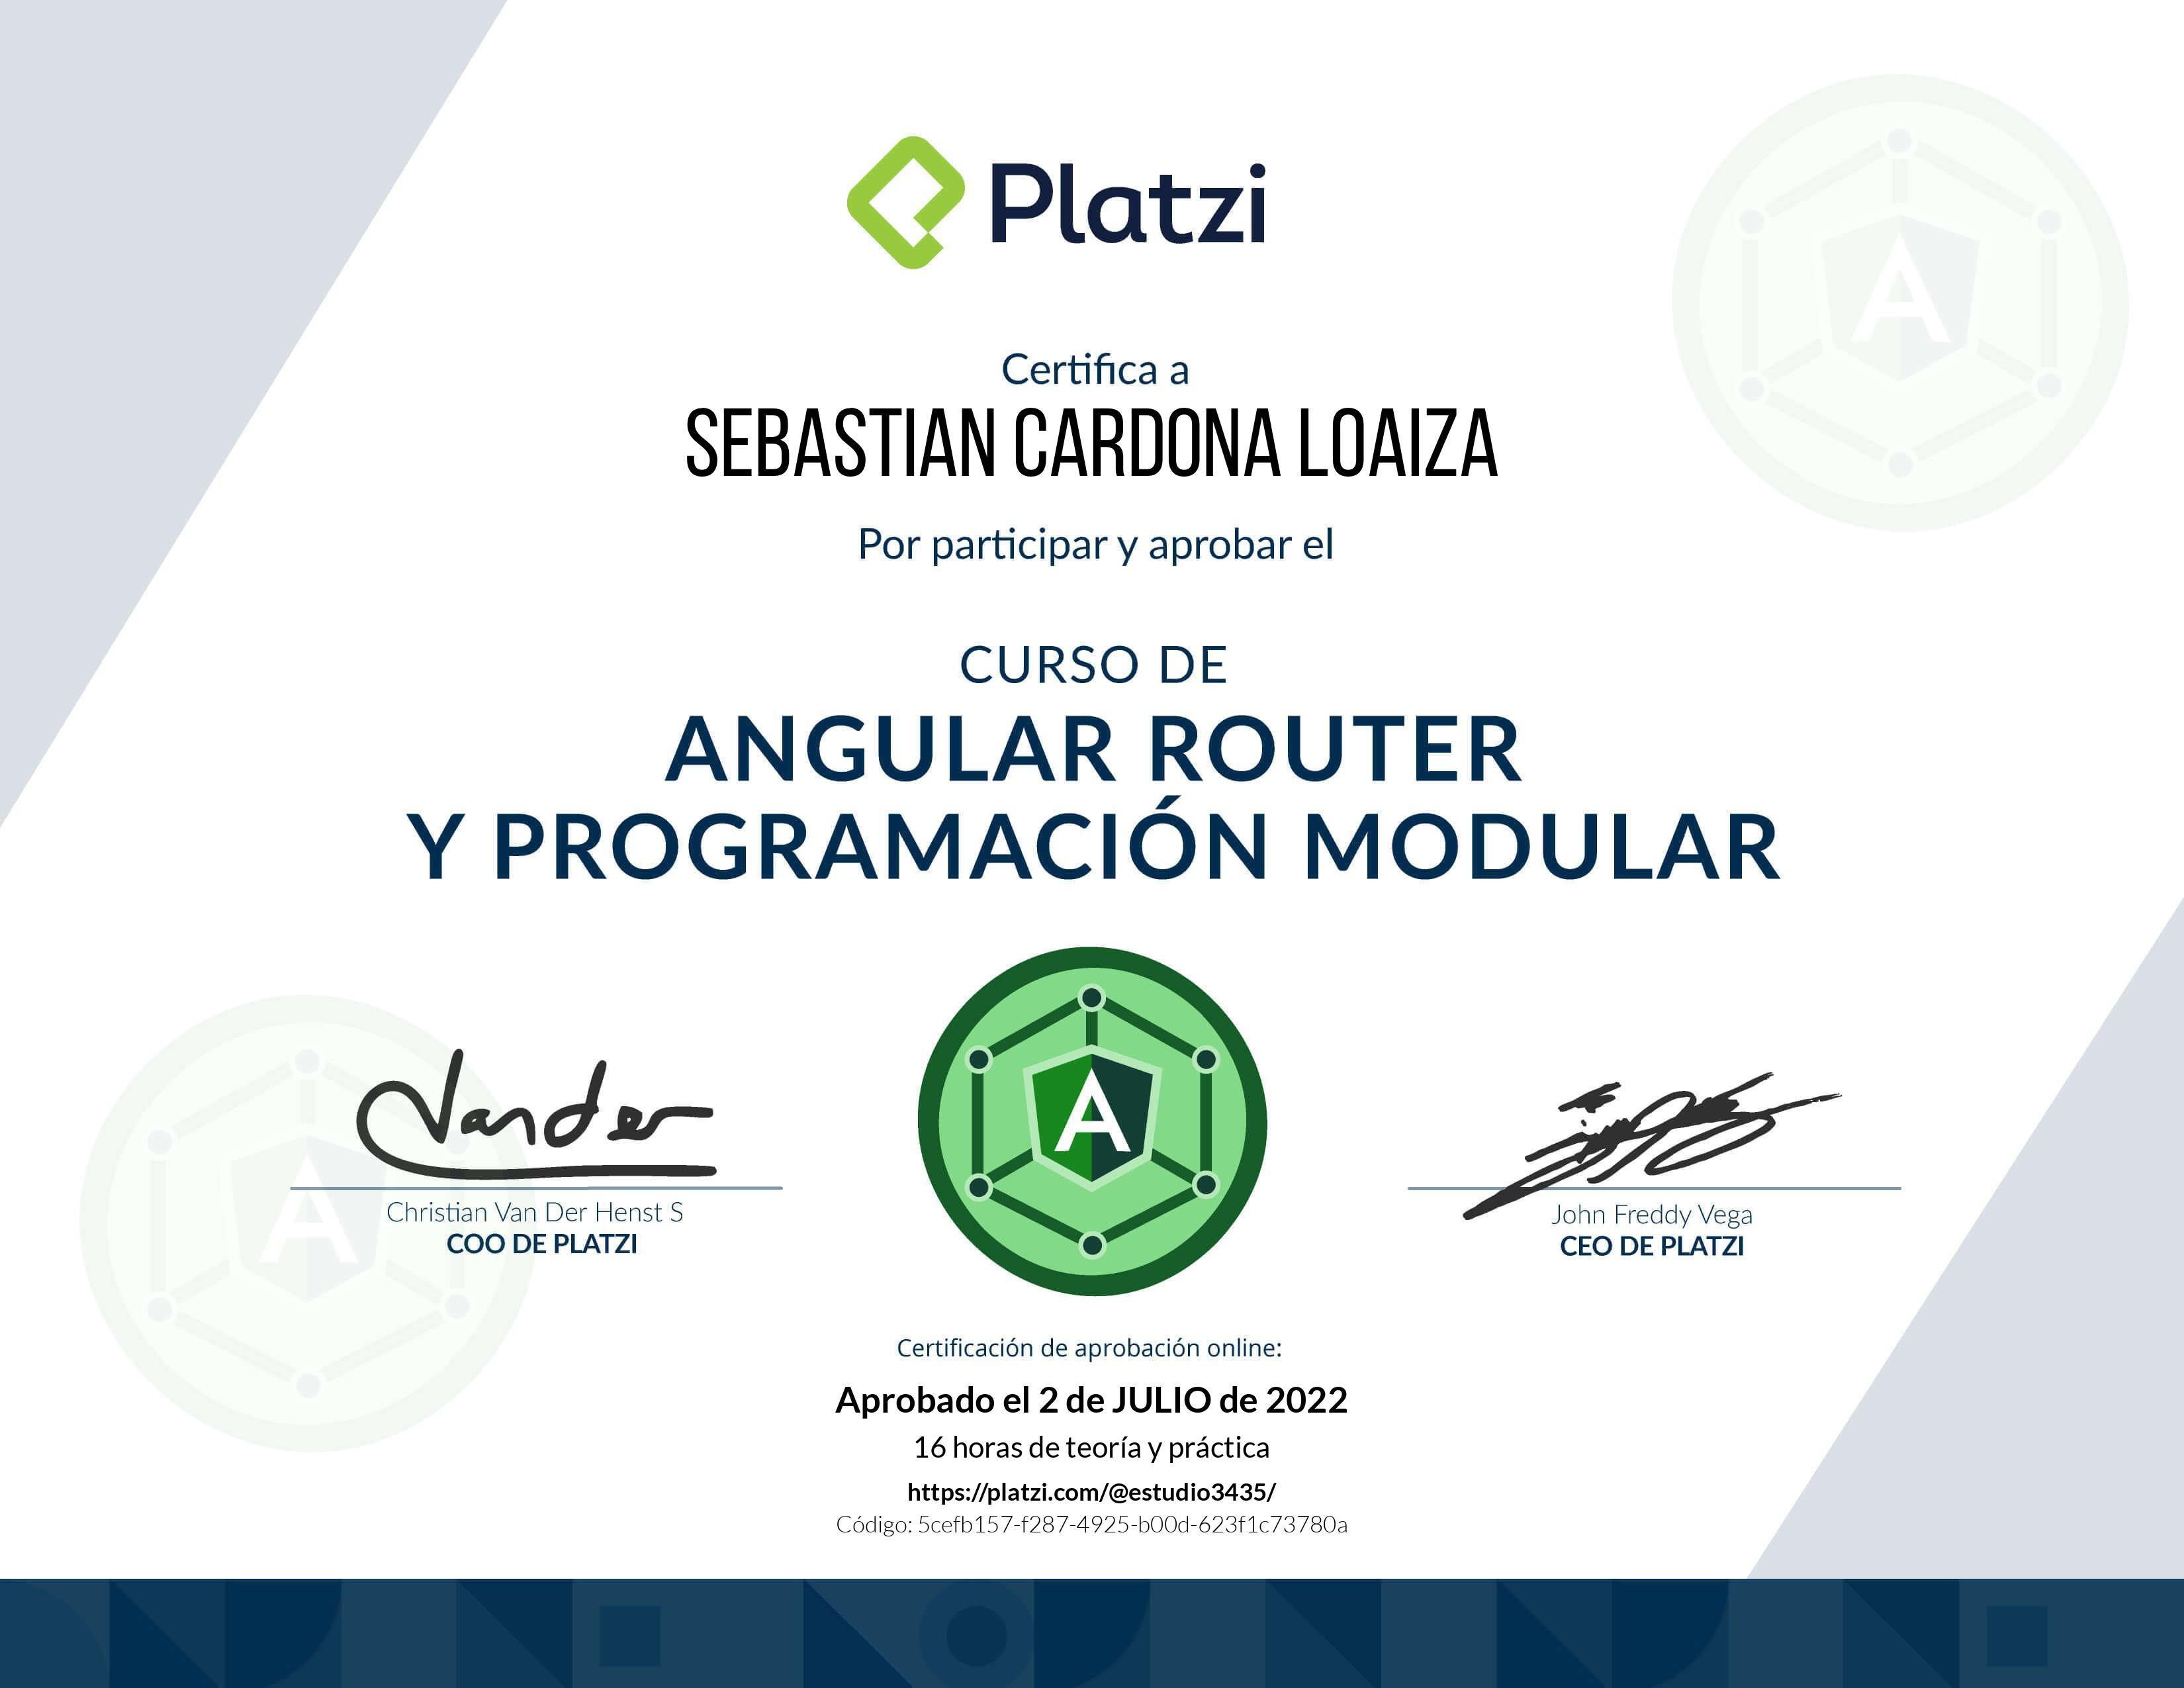 Platzi
Certifica a
SEBASTIAN CARDONA LOAIZA
Por participar y aprobar el
CURSO DE
ANGULAR ROUTER
Y PROGRAMACIÓN MODULAR
A
A
Vander
A
Christian Van Der Henst S
COO DE PLATZI
John Freddy Vega
CEO DE PLATZI
Certificación de aprobación online:
Aprobado el 2 de JULIO de 2022
16 horas de teoría y práctica
https://platzi.com/@estudio3435/
Código: 5cefb157-f287-4925-b00d-623f1c73780a